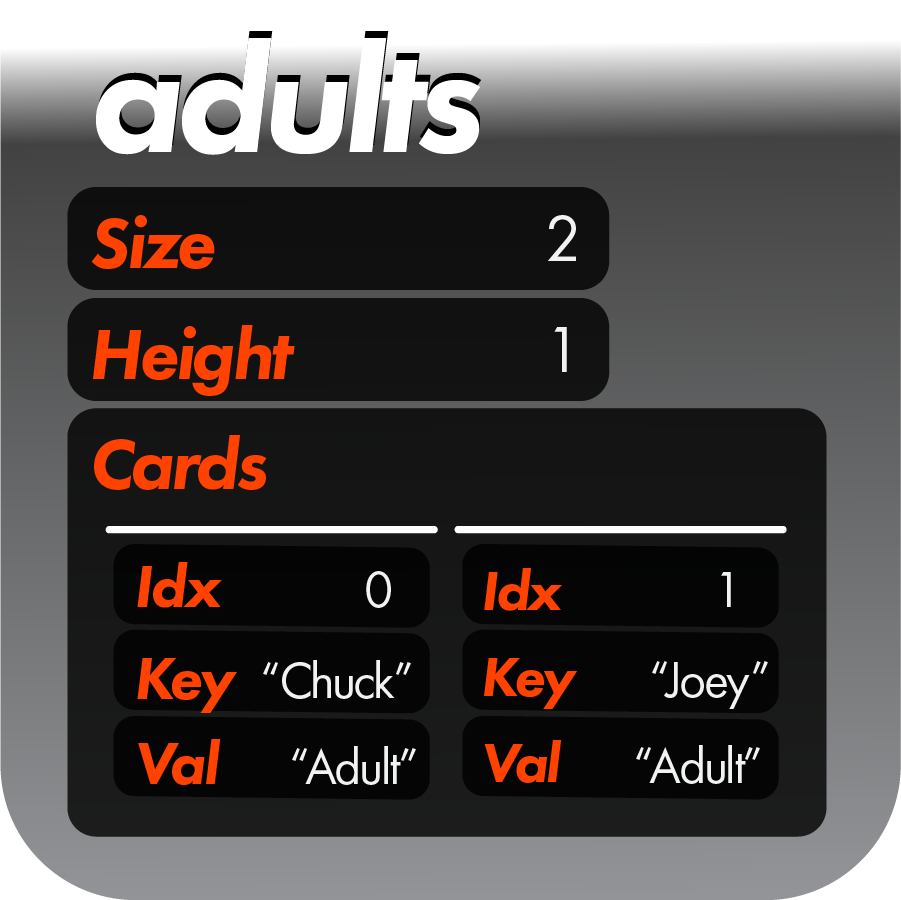 adults
Size 2
Height 1
Cards
Idx 0 Idx 1
Key “Chuck” Key “Joey”
Val “Adult” Val “Adult”